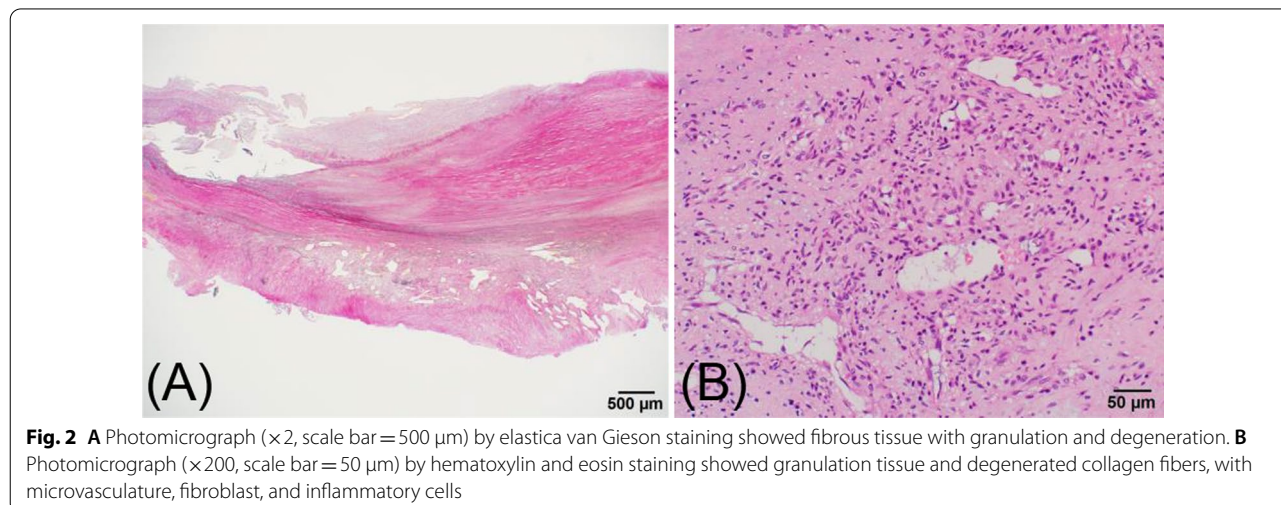 (A)
500 µm
(B)
50 µm
Fig. 2 A Photomicrograph (×2, scale bar = 500 µm) by elastica van Gieson staining showed fibrous tissue with granulation and degeneration. B
Photomicrograph (×200, scale bar = 50 µm) by hematoxylin and eosin staining showed granulation tissue and degenerated collagen fibers, with
microvasculature, fibroblast, and inflammatory cells